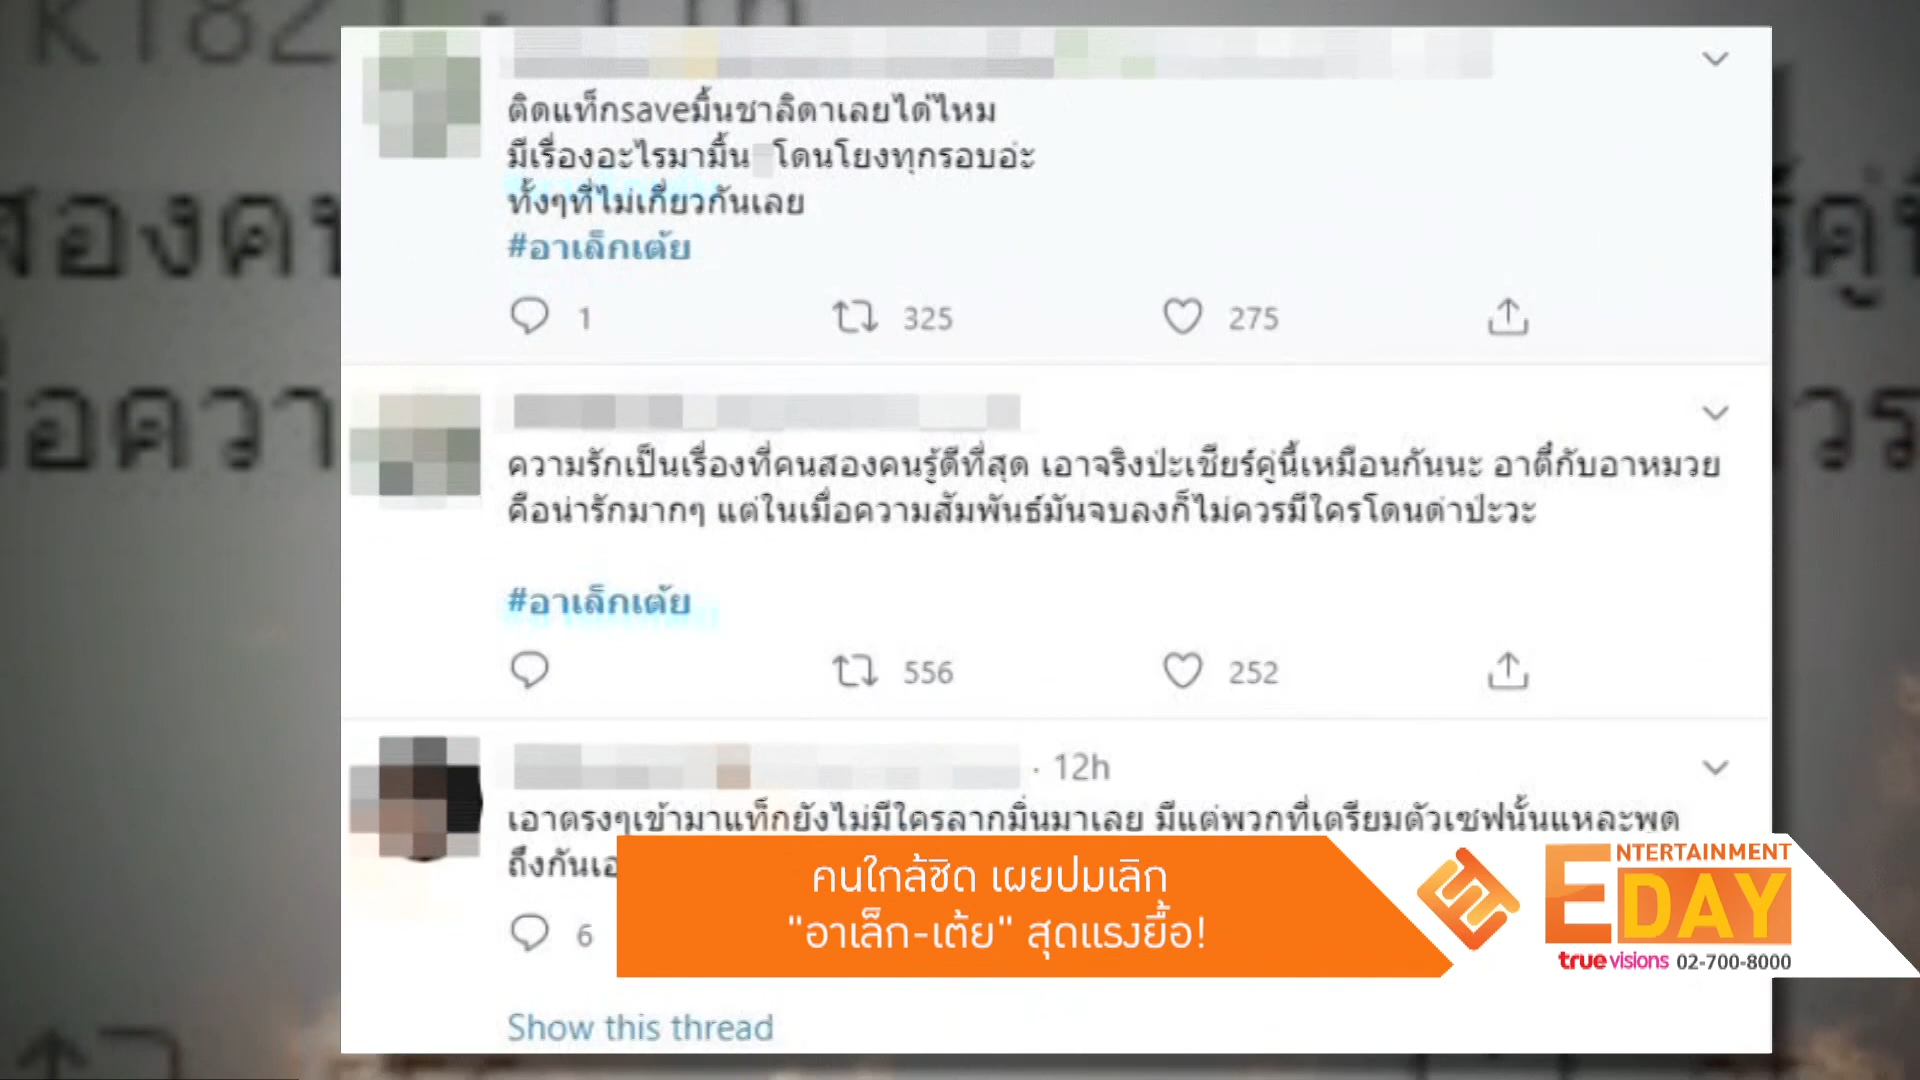 ติดแท็กsaveมิ้นชาลิดาเลยได้ไหม
มีเรื่องอะไรมามิ้น โดนโยงทุกรอบอ่ะ
ทั้งๆที่ไม่เกี่ยวกันเลย
#อาเล็กเต้ย
1 325 275
ความรักเป็นเรื่องที่คนสองคนรู้ดีที่สุด เอาจริงป่ะเชียร์คู่นี้เหมือนกันนะ อาตี๋กับอาหมวย
คือน่ารักมากๆ แต่ในเมื่อความสัมพันธ์มันจบลงก็ไม่ควรมีใครโดนด่าป่ะวะ
#อาเล็กเต้ย
556 252
· 12h
เอาตรงๆเข้ามาแท็กยังไม่มีใครลากมิ้นมาเลย มีแต่พวกที่เตรียมตัวเซฟนั้นแหละพูด
ถึงกันเอ
6
Show this thread
คนใกล้ชิด เผยปมเลิก
"อาเล็ก-เต้ย" สุดแรงยื้อ!
ENTERTAINMENT
DAY
truevisions 02-700-8000